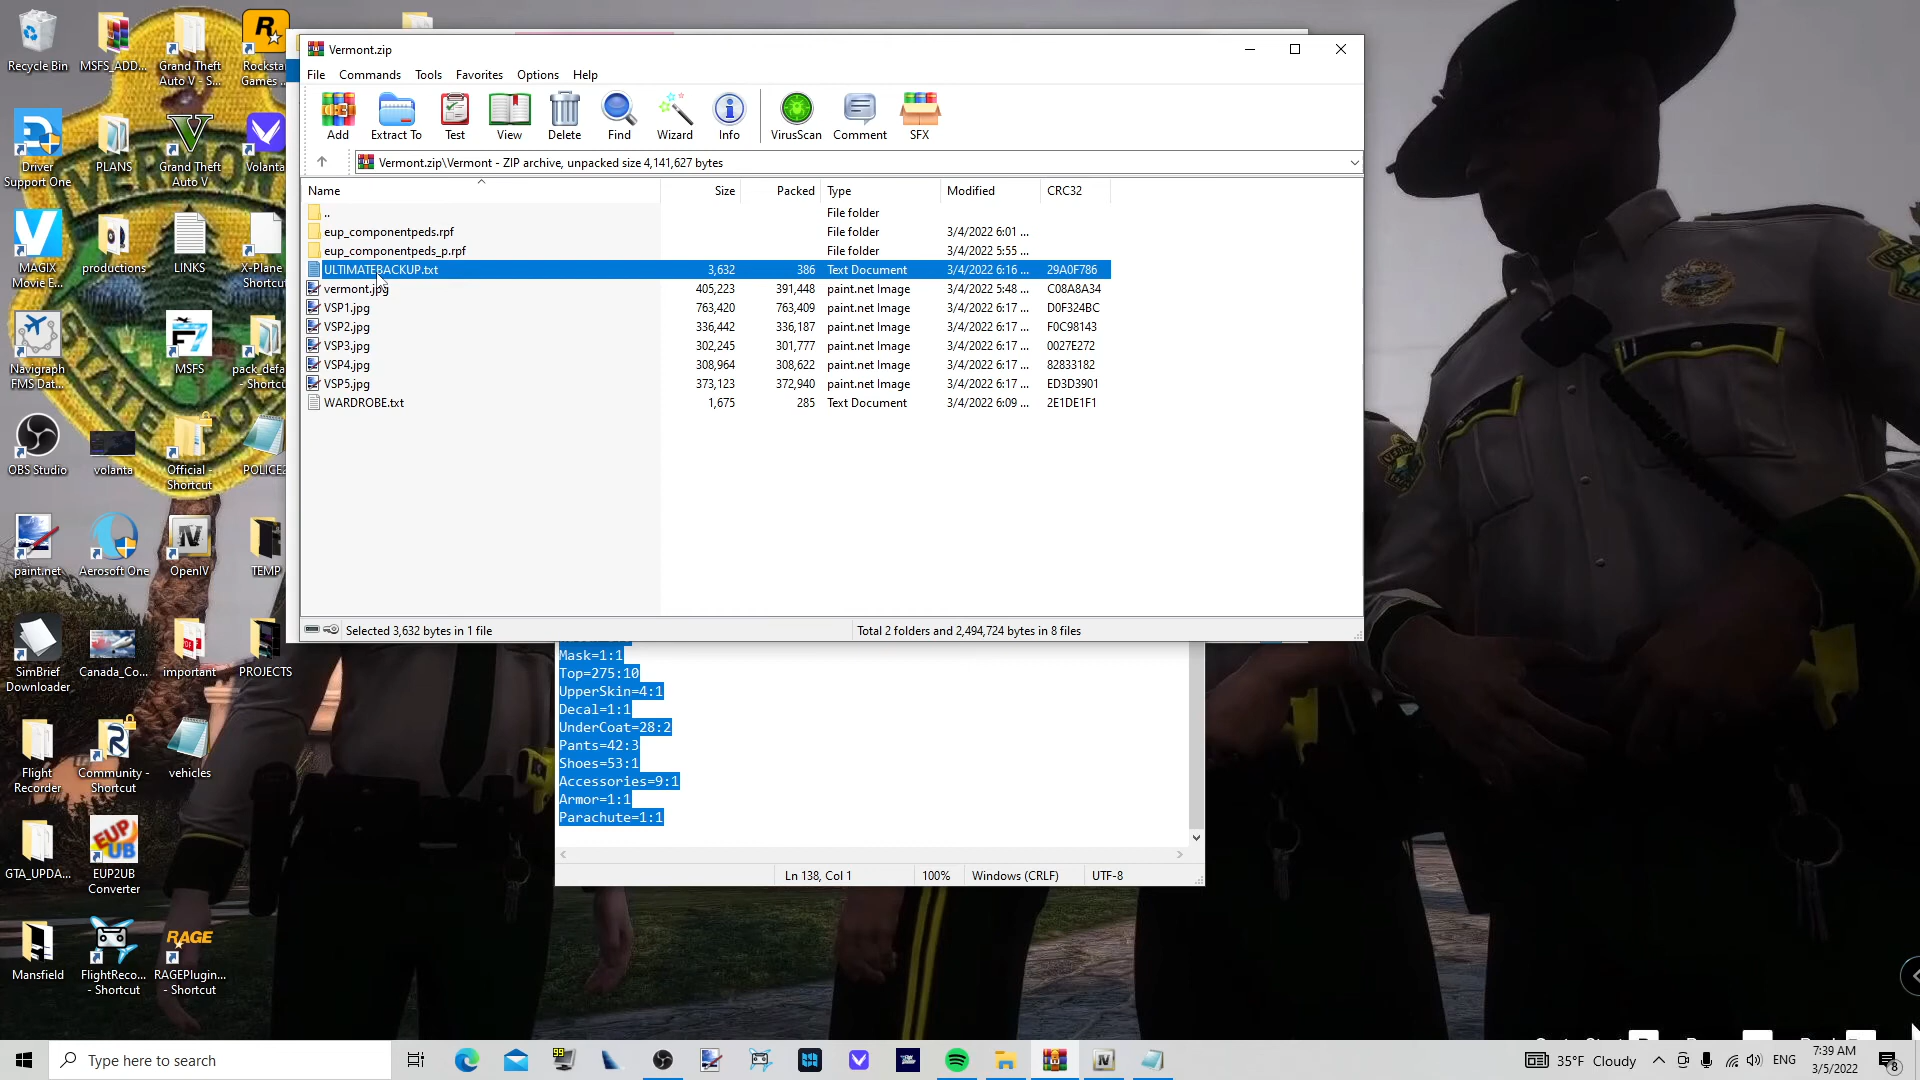 Vermont.zip
File Commands Tools Favorites Options Help
Add Extract To Test View Delete Find Wizard Info VirusScan Comment SFX
Vermont.zip\Vermont - ZIP archive, unpacked size 4,141,627 bytes
Name Size Packed Type Modified CRC32
.. File folder
eup_componentpeds.rpf File folder 3/4/2022 6:01 ...
eup_componentpeds_p.rpf File folder 3/4/2022 5:55 ...
ULTIMATEBACKUP.txt 3,632 386 Text Document 3/4/2022 6:16 ... 29A0F786
vermont.jpg 405,223 391,448 paint.net Image 3/4/2022 5:48 ... C08A8A34
VSP1.jpg 763,420 763,409 paint.net Image 3/4/2022 6:17 ... D0F324BC
VSP2.jpg 336,442 336,187 paint.net Image 3/4/2022 6:17 ... F0C98143
VSP3.jpg 302,245 301,777 paint.net Image 3/4/2022 6:17 ... 0027E272
VSP4.jpg 308,964 308,622 paint.net Image 3/4/2022 6:17 ... 82833182
VSP5.jpg 373,123 372,940 paint.net Image 3/4/2022 6:17 ... ED3D3901
WARDROBE.txt 1,675 285 Text Document 3/4/2022 6:09 ... 2E1DE1F1
Selected 3,632 bytes in 1 file Total 2 folders and 2,494,724 bytes in 8 files
Mask=1:1
Top=275:10
UpperSkin=4:1
Decal=1:1
UnderCoat=28:2
Pants=42:3
Shoes=53:1
Accessories=9:1
Armor=1:1
Parachute=1:1
Ln 138, Col 1 100% Windows (CRLF) UTF-8
Recycle Bin MSFS_ADD... Grand Theft Rockstar
Auto V - S... Games ...
Driver PLANS Grand Theft Volanta
Support One Auto V
MAGIX productions LINKS X-Plane
Movie E... Shortcut
Navigraph MSFS pack_defa...
FMS Dat... - Shortcut
OBS Studio volanta Official - POLICE2
Shortcut
paint.net Aerosoft One OpenIV TEMP
SimBrief Canada_Co... important PROJECTS
Downloader
Flight Community - vehicles
Recorder Shortcut
EUP
UB
GTA_UPDA... EUP2UB
Converter
RAGE
Mansfield FlightReco... RAGEPlugin...
- Shortcut - Shortcut
Type here to search
99
35°F Cloudy ENG 7:39 AM
3/5/2022
8